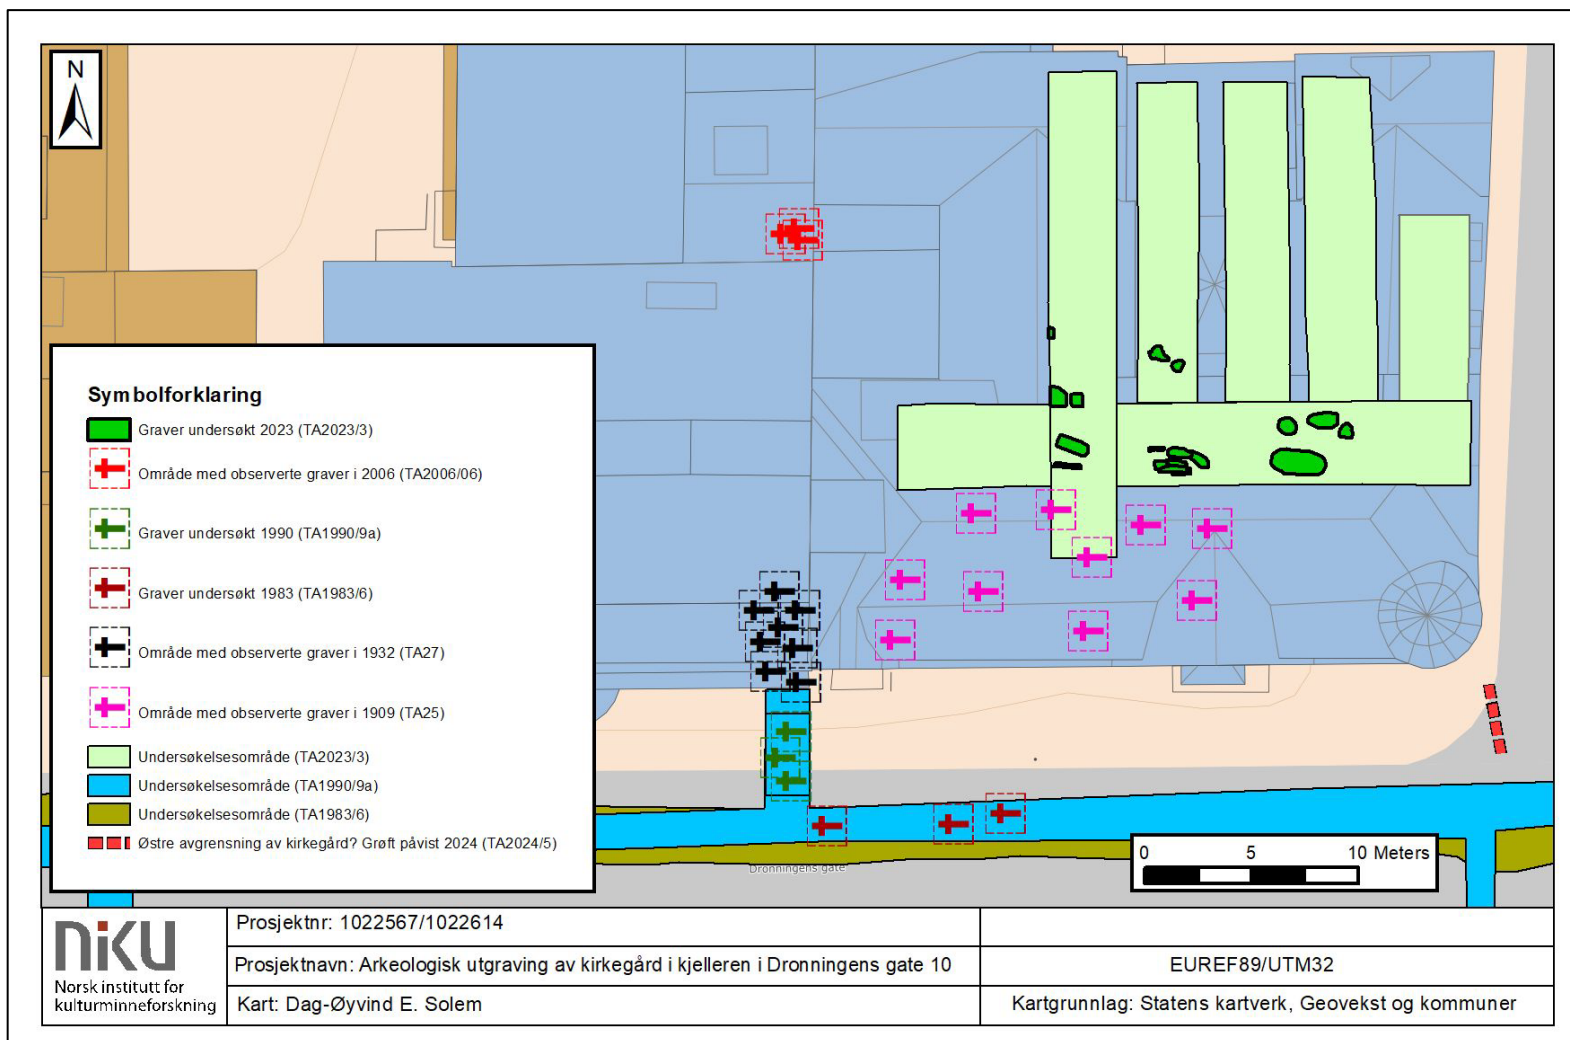 N
Symbolforklaring
Graver undersøkt 2023 (TA2023/3)
Område med observerte graver i 2006 (TA2006/06)
Graver undersøkt 1990 (TA1990/9a)
Graver undersøkt 1983 (TA1983/6)
Område med observerte graver i 1932 (TA27)
Område med observerte graver i 1909 (TA25)
Undersøkelsesområde (TA2023/3)
Undersøkelsesområde (TA1990/9a)
Undersøkelsesområde (TA1983/6)
Østre avgrensning av kirkegård? Grøft påvist 2024 (TA2024/5)
Dronningens gate
0 5 10 Meters
NIKU
Norsk institutt for
kulturminneforskning
Prosjektnr: 1022567/1022614
Prosjektnavn: Arkeologisk utgraving av kirkegård i kjelleren i Dronningens gate 10
EUREF89/UTM32
Kart: Dag-Øyvind E. Solem
Kartgrunnlag: Statens kartverk, Geovekst og kommuner